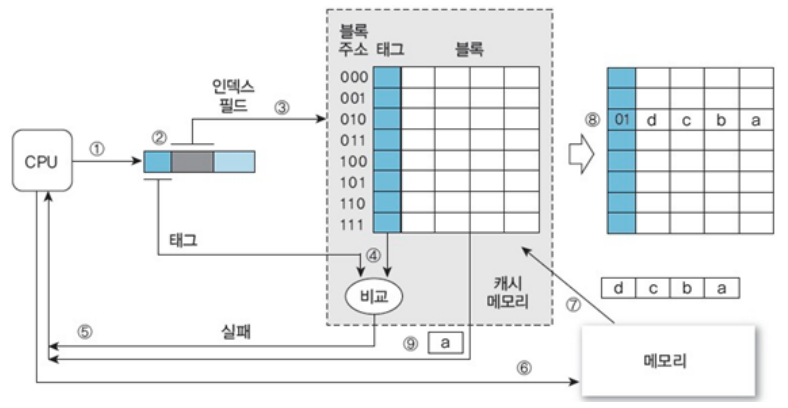 블록
주소 태그 블록
000
001
010
011
100
101
110
111
인덱스
필드
③
②
①
CPU
태그
④
비교
캐시
메모리
⑤ 실패
⑨ a
⑥
⑦
메모리
d c b a
⑧ 01 d c b a